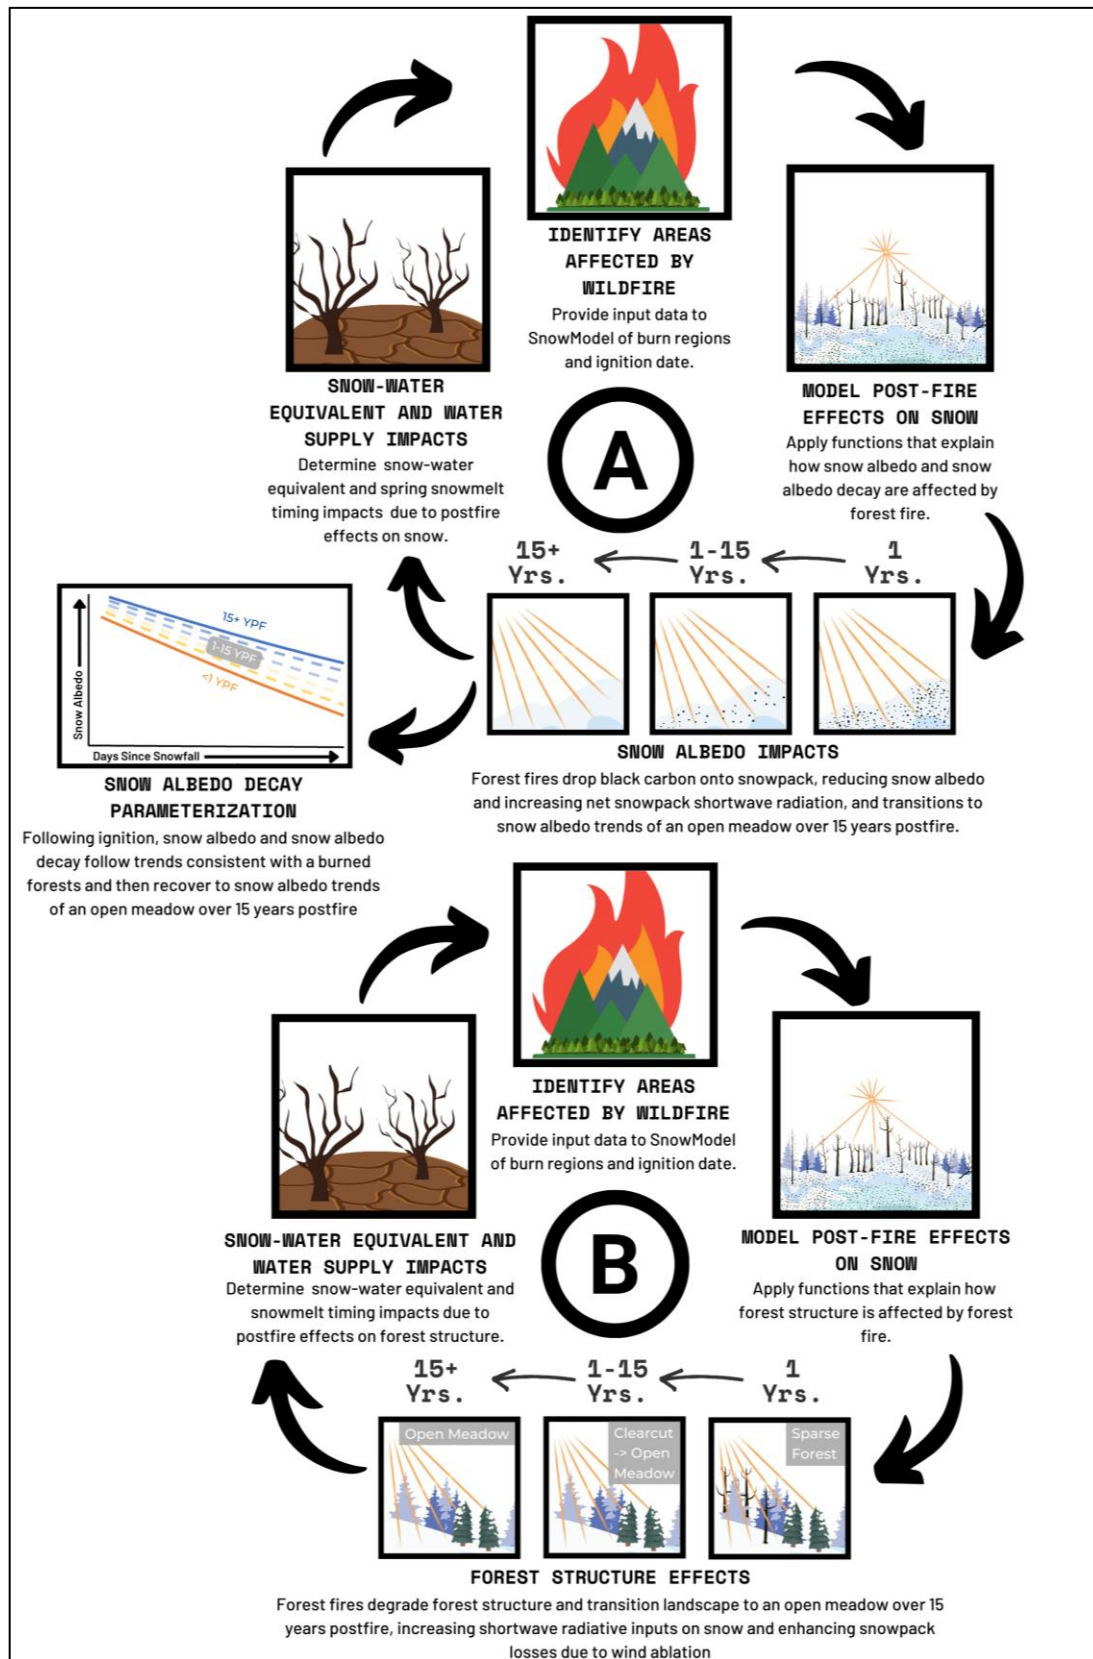 IDENTIFY AREAS
AFFECTED BY
WILDFIRE
Provide input data to
SnowModel of burn regions
and ignition date.
MODEL POST-FIRE
EFFECTS ON SNOW
Apply functions that explain
how snow albedo and snow
albedo decay are affected by
forest fire.
SNOW-WATER
EQUIVALENT AND WATER
SUPPLY IMPACTS
Determine snow-water
equivalent and spring snowmelt
timing impacts due to postfire
effects on snow.
A
15+
Yrs.
1-15
Yrs.
1
Yrs.
SNOW ALBEDO IMPACTS
Forest fires drop black carbon onto snowpack, reducing snow albedo
and increasing net snowpack shortwave radiation, and transitions to
snow albedo trends of an open meadow over 15 years postfire.
Snow Albedo
15+ YPF
1-15 YPF
<1 YPF
Days Since Snowfall
SNOW ALBEDO DECAY
PARAMETERIZATION
Following ignition, snow albedo and snow albedo
decay follow trends consistent with a burned
forests and then recover to snow albedo trends
of an open meadow over 15 years postfire
IDENTIFY AREAS
AFFECTED BY WILDFIRE
Provide input data to SnowModel
of burn regions and ignition date.
MODEL POST-FIRE EFFECTS
ON SNOW
Apply functions that explain how
forest structure is affected by forest
fire.
SNOW-WATER EQUIVALENT AND
WATER SUPPLY IMPACTS
Determine snow-water equivalent and
snowmelt timing impacts due to
postfire effects on forest structure.
B
15+
Yrs.
1-15
Yrs.
1
Yrs.
Open Meadow
Clearcut
-> Open
Meadow
Sparse
Forest
FOREST STRUCTURE EFFECTS
Forest fires degrade forest structure and transition landscape to an open meadow over 15
years postfire, increasing shortwave radiative inputs on snow and enhancing snowpack
losses due to wind ablation